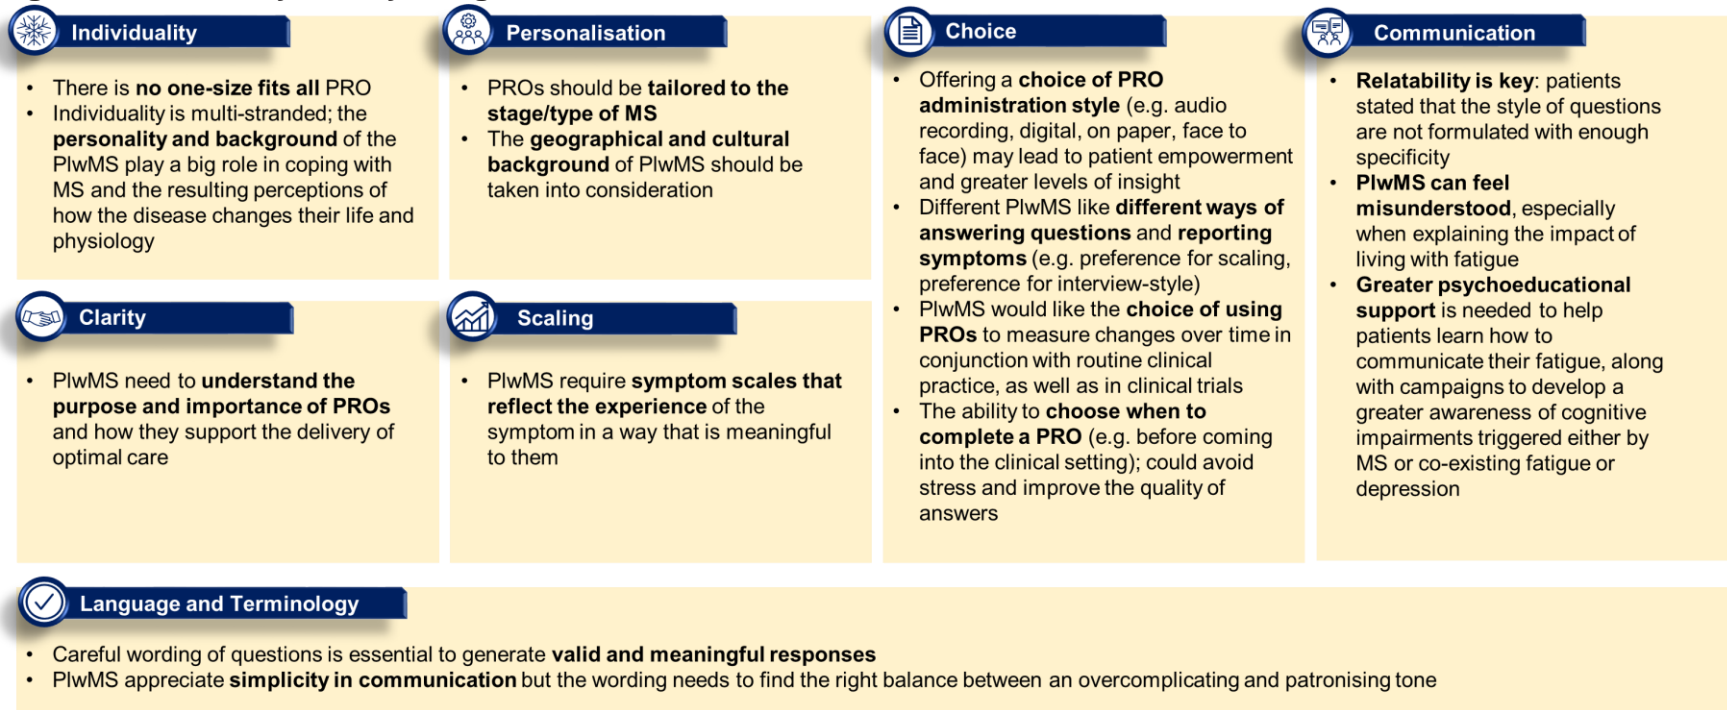 Individuality
• There is no one-size fits all PRO
• Individuality is multi-stranded; the
personality and background of the
PlwMS play a big role in coping with
MS and the resulting perceptions of
how the disease changes their life and
physiology
Personalisation
• PROs should be tailored to the
stage/type of MS
• The geographical and cultural
background of PlwMS should be
taken into consideration
Choice
• Offering a choice of PRO
administration style (e.g. audio
recording, digital, on paper, face to
face) may lead to patient empowerment
and greater levels of insight
• Different PlwMS like different ways of
answering questions and reporting
symptoms (e.g. preference for scaling,
preference for interview-style)
• PlwMS would like the choice of using
PROs to measure changes over time in
conjunction with routine clinical
practice, as well as in clinical trials
• The ability to choose when to
complete a PRO (e.g. before coming
into the clinical setting); could avoid
stress and improve the quality of
answers
Communication
• Relatability is key: patients
stated that the style of questions
are not formulated with enough
specificity
• PlwMS can feel
misunderstood, especially
when explaining the impact of
living with fatigue
• Greater psychoeducational
support is needed to help
patients learn how to
communicate their fatigue, along
with campaigns to develop a
greater awareness of cognitive
impairments triggered either by
MS or co-existing fatigue or
depression
Clarity
• PlwMS need to understand the
purpose and importance of PROs
and how they support the delivery of
optimal care
Scaling
• PlwMS require symptom scales that
reflect the experience of the
symptom in a way that is meaningful
to them
Language and Terminology
• Careful wording of questions is essential to generate valid and meaningful responses
• PlwMS appreciate simplicity in communication but the wording needs to find the right balance between an overcomplicating and patronising tone